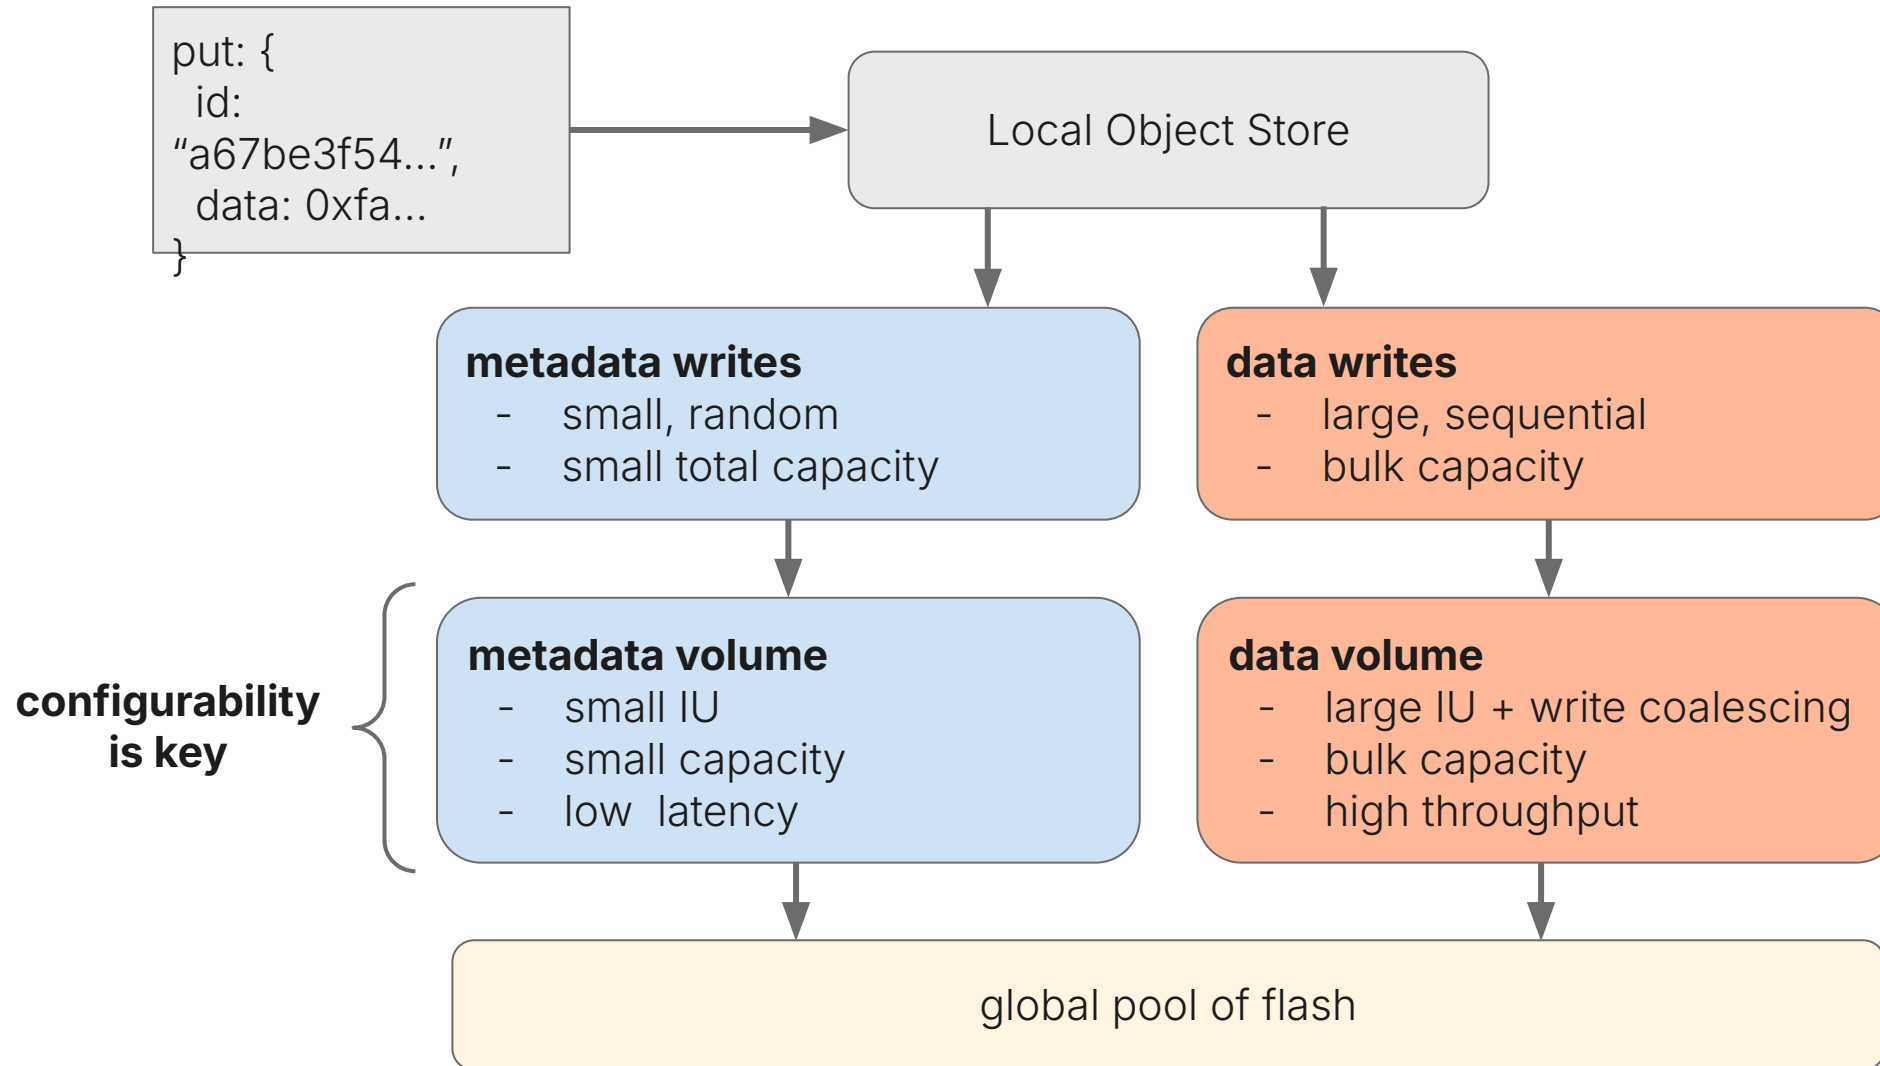 put: {
id:
“a67be3f54...”,
data: 0xfa...
}
Local Object Store
metadata writes
- small, random
- small total capacity
data writes
- large, sequential
- bulk capacity
configurability
is key
metadata volume
- small IU
- small capacity
- low  latency
data volume
- large IU + write coalescing
- bulk capacity
- high throughput
global pool of flash